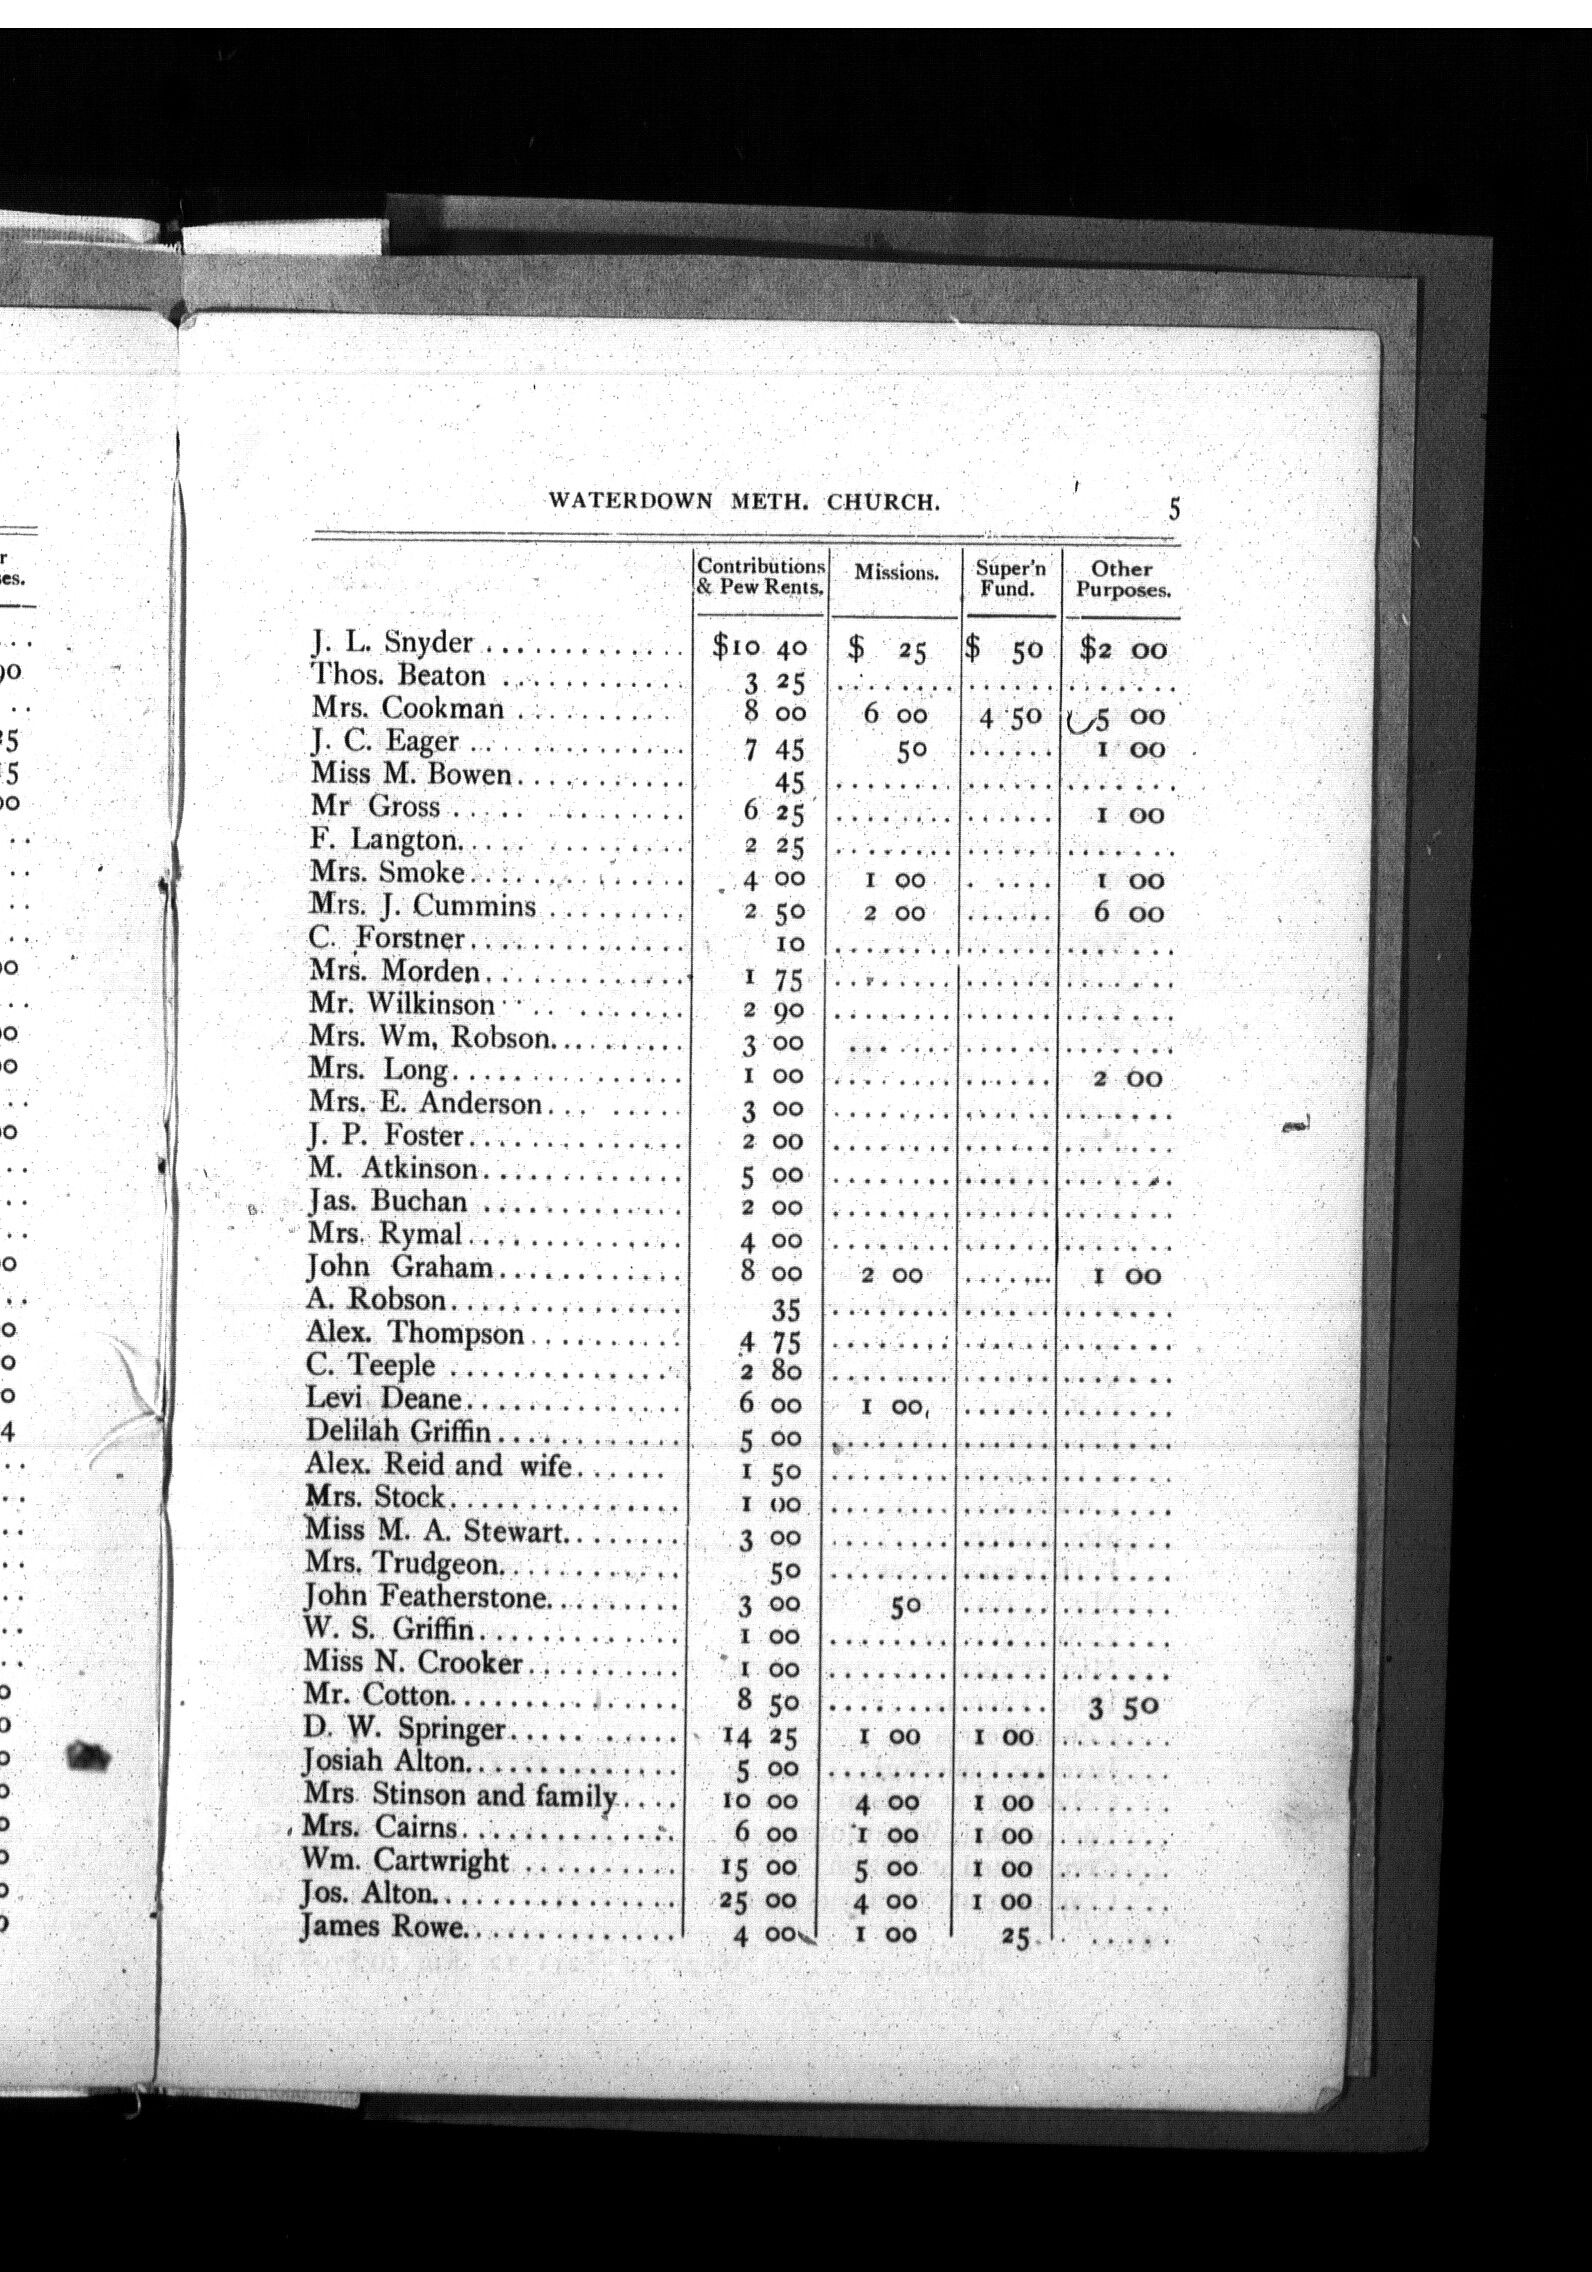 WATERDOWN METH. CHURCH. 5
Contributions & Pew Rents. Missions. Super'n Fund. Other Purposes.
J. L. Snyder ............. $10 40 $ 25 $ 50 $2 00
Thos. Beaton ............ 3 25 ........ ...... .......
Mrs. Cookman .......... 8 00 6 00 4 50 5 00
J. C. Eager .............. 7 45 50 ...... 1 00
Miss M. Bowen........... 45 ........ ...... .......
Mr Gross ..... ........ 6 25 ........ ...... 1 00
F. Langton..... ......... 2 25 ........ ...... .......
Mrs. Smoke.............. 4 00 1 00 . .... 1 00
Mrs. J. Cummins ......... 2 50 2 00 ...... 6 00
C. Forstner.............. 10 ........ ...... .......
Mrs. Morden............. 1 75 ........ ...... .......
Mr. Wilkinson .. .. ....... 2 90 ........ ...... .......
Mrs. Wm, Robson.......... 3 00 ... .... ...... .......
Mrs. Long............... 1 00 ........ ...... 2 00
Mrs. E. Anderson... ..... 3 00 ........ ...... .......
J. P. Foster.............. 2 00 ........ ...... .......
M. Atkinson............. 5 00 ........ ...... .......
Jas. Buchan ............. 2 00 ........ ...... .......
Mrs. Rymal.............. 4 00 ........ ...... .......
John Graham............ 8 00 2 00 ....... 1 00
A. Robson............... 35 ........ ...... .......
Alex. Thompson.......... 4 75 ........ ...... .......
C. Teeple .............. 2 80 ........ ...... .......
Levi Deane.............. 6 00 1 00 ...... .......
Delilah Griffin............ 5 00 ........ ...... .......
Alex. Reid and wife...... 1 50 ........ ...... .......
Mrs. Stock............... 1 00 ........ ...... .......
Miss M. A. Stewart........ 3 00 ........ ...... .......
Mrs. Trudgeon............ 50 ........ ...... .......
John Featherstone......... 3 00 50 ...... .......
W. S. Griffin............. 1 00 ........ ...... .......
Miss N. Crooker.......... 1 00 ........ ...... .......
Mr. Cotton............... 8 50 ........ ...... 3 50
D. W. Springer..... ..... 14 25 1 00 1 00 .......
Josiah Alton.............. 5 00 ........ ...... .......
Mrs. Stinson and family.... 10 00 4 00 1 00 .......
Mrs. Cairns.............. 6 00 1 00 1 00 .......
Wm. Cartwright .......... 15 00 5 00 1 00 .......
Jos. Alton................ 25 00 4 00 1 00 .......
James Rowe.............. 4 00 1 00 25 . .....